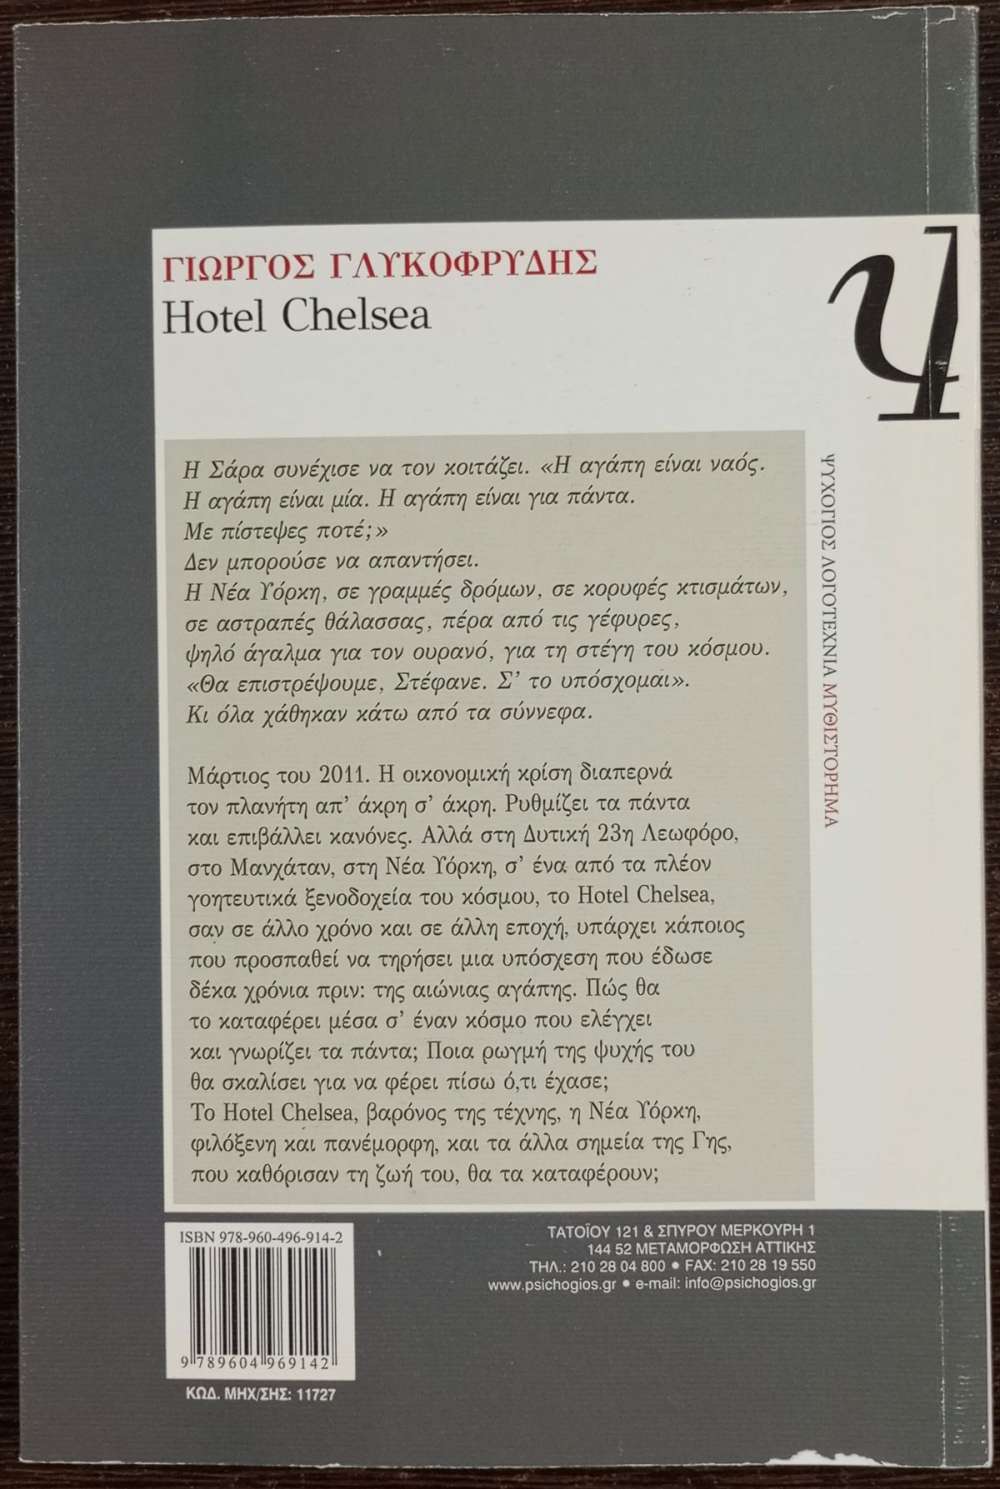 ΓΙΩΡΓΟΣ ΓΛΥΚΟΦΡΥΔΗΣ
Hotel Chelsea
Ψ
ΨΥΧΟΓΙΟΣ ΛΟΓΟΤΕΧΝΙΑ ΜΥΘΙΣΤΟΡΗΜΑ
Η Σάρα συνέχισε να τον κοιτάζει. «Η αγάπη είναι ναός.
Η αγάπη είναι μία. Η αγάπη είναι για πάντα.
Με πίστεψες ποτέ;»
Δεν μπορούσε να απαντήσει.
Η Νέα Υόρκη, σε γραμμές δρόμων, σε κορυφές κτισμάτων,
σε αστραπές θάλασσας, πέρα από τις γέφυρες,
ψηλό άγαλμα για τον ουρανό, για τη στέγη του κόσμου.
«Θα επιστρέψουμε, Στέφανε. Σ' το υπόσχομαι».
Κι όλα χάθηκαν κάτω από τα σύννεφα.
Μάρτιος του 2011. Η οικονομική κρίση διαπερνά
τον πλανήτη απ' άκρη σ' άκρη. Ρυθμίζει τα πάντα
και επιβάλλει κανόνες. Αλλά στη Δυτική 23η Λεωφόρο,
στο Μανχάταν, στη Νέα Υόρκη, σ' ένα από τα πλέον
γοητευτικά ξενοδοχεία του κόσμου, το Hotel Chelsea,
σαν σε άλλο χρόνο και σε άλλη εποχή, υπάρχει κάποιος
που προσπαθεί να τηρήσει μια υπόσχεση που έδωσε
δέκα χρόνια πριν: της αιώνιας αγάπης. Πώς θα
το καταφέρει μέσα σ' έναν κόσμο που ελέγχει
και γνωρίζει τα πάντα; Ποια ρωγμή της ψυχής του
θα σκαλίσει για να φέρει πίσω ό,τι έχασε;
Το Hotel Chelsea, βαρόνος της τέχνης, η Νέα Υόρκη,
φιλόξενη και πανέμορφη, και τα άλλα σημεία της Γης,
που καθόρισαν τη ζωή του, θα τα καταφέρουν;
ISBN 978-960-496-914-2
9 789604 969142
ΚΩΔ. ΜΗΧ/ΣΗΣ: 11727
ΤΑΤΟΪΟΥ 121 & ΣΠΥΡΟΥ ΜΕΡΚΟΥΡΗ 1
144 52 ΜΕΤΑΜΟΡΦΩΣΗ ΑΤΤΙΚΗΣ
ΤΗΛ.: 210 28 04 800 • FAX: 210 28 19 550
www.psichogios.gr • e-mail: info@psichogios.gr